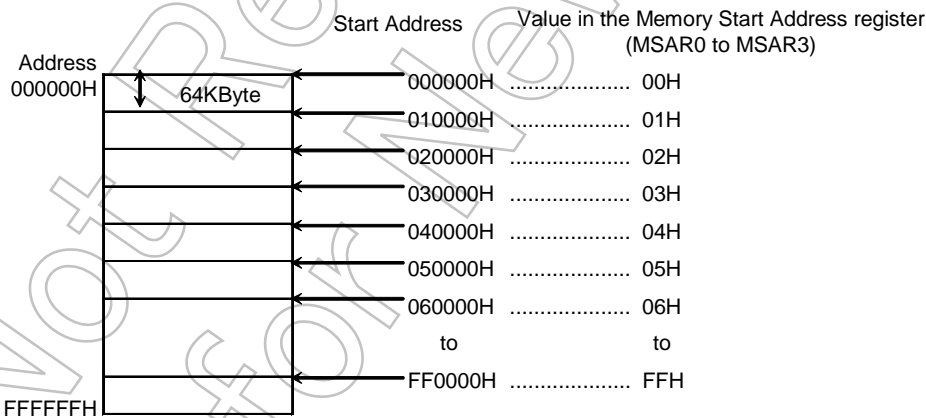 Start Address Value in the Memory Start Address register
(MSAR0 to MSAR3)
Address
000000H
64KByte
000000H .................... 00H
010000H .................... 01H
020000H .................... 02H
030000H .................... 03H
040000H .................... 04H
050000H .................... 05H
060000H .................... 06H
to to
FF0000H .................... FFH
FFFFFFH